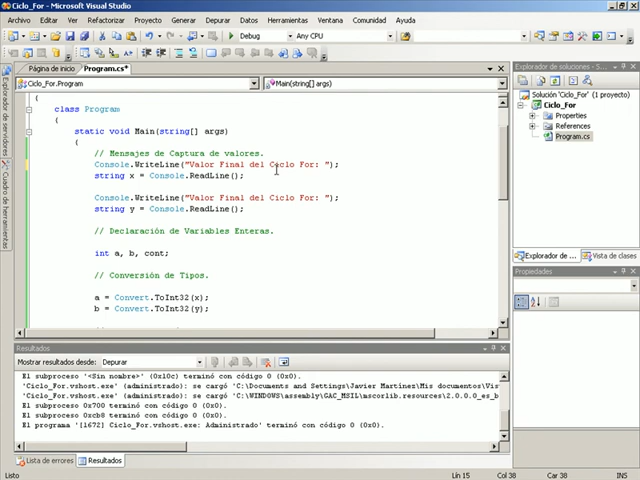 Ciclo_For - Microsoft Visual Studio
Archivo Editar Ver Refactorizar Proyecto Generar Depurar Datos Herramientas Ventana Comunidad Ayuda
Debug Any CPU
Página de inicio Program.cs*
Ciclo_For.Program Main(string[] args)
{
class Program
{
static void Main(string[] args)
{
// Mensajes de Captura de valores.
Console.WriteLine("Valor Final del Ciclo For: ");
string x = Console.ReadLine();
Console.WriteLine("Valor Final del Ciclo For: ");
string y = Console.ReadLine();
// Declaración de Variables Enteras.
int a, b, cont;
// Conversión de Tipos.
a = Convert.ToInt32(x);
b = Convert.ToInt32(y);
Explorador de servidores
Cuadro de herramientas
Explorador de soluciones
Solución 'Ciclo_For' (1 proyecto)
Ciclo_For
Properties
References
Program.cs
Explorador de ... Vista de clases
Propiedades
Resultados
Mostrar resultados desde: Depurar
El subproceso '<Sin nombre>' (0x10c) terminó con código 0 (0x0).
'Ciclo_For.vshost.exe' (administrado): se cargó 'C:\Documents and Settings\Javier Martínez\Mis documentos\Vis
'Ciclo_For.vshost.exe' (administrado): se cargó 'C:\WINDOWS\assembly\GAC_MSIL\mscorlib.resources\2.0.0.0_es_b
El subproceso 0x700 terminó con código 0 (0x0).
El subproceso 0xcb8 terminó con código 0 (0x0).
El programa '[1672] Ciclo_For.vshost.exe: Administrado' terminó con código 0 (0x0).
Lista de errores Resultados
Listo Lín 15 Col 38 Car 38 INS